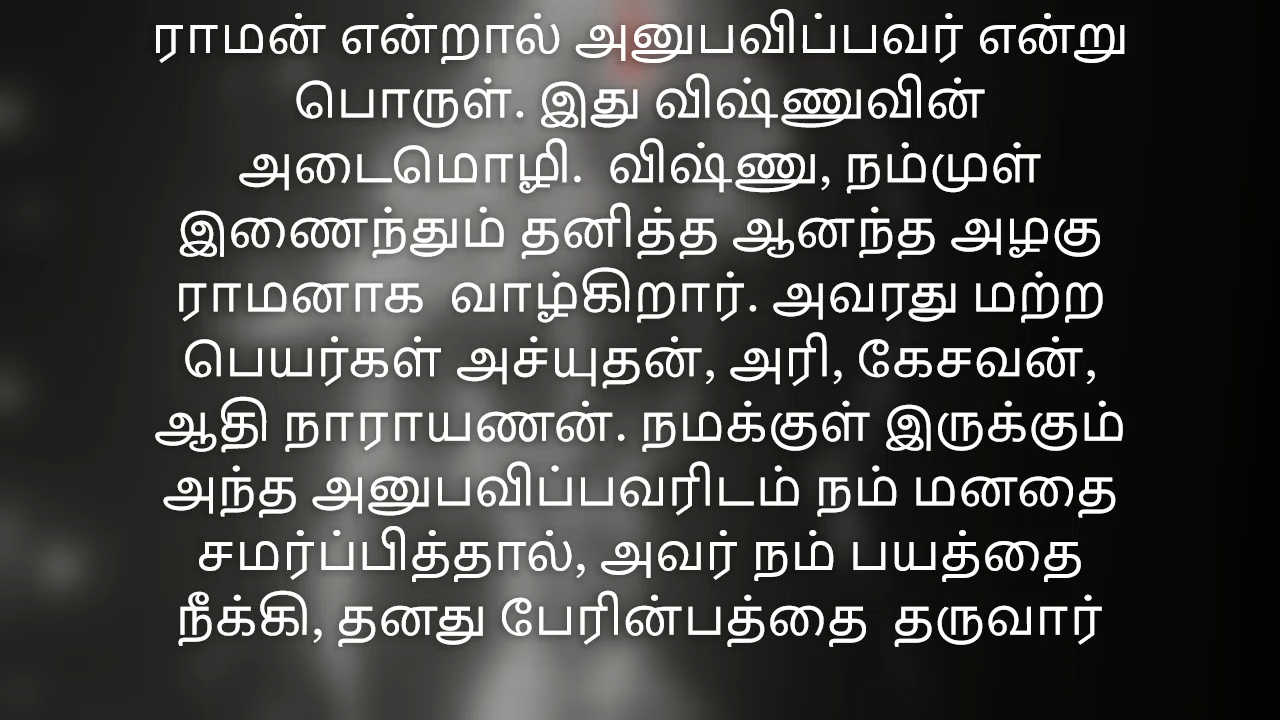 ராமன் என்றால் அனுபவிப்பவர் என்று
பொருள். இது விஷ்ணுவின்
அடைமொழி.  விஷ்ணு, நம்முள்
இணைந்தும் தனித்த ஆனந்த அழகு
ராமனாக  வாழ்கிறார். அவரது மற்ற
பெயர்கள் அச்யுதன், அரி, கேசவன்,
ஆதி நாராயணன். நமக்குள் இருக்கும்
அந்த அனுபவிப்பவரிடம் நம் மனதை
சமர்ப்பித்தால், அவர் நம் பயத்தை
நீக்கி, தனது பேரின்பத்தை  தருவார்